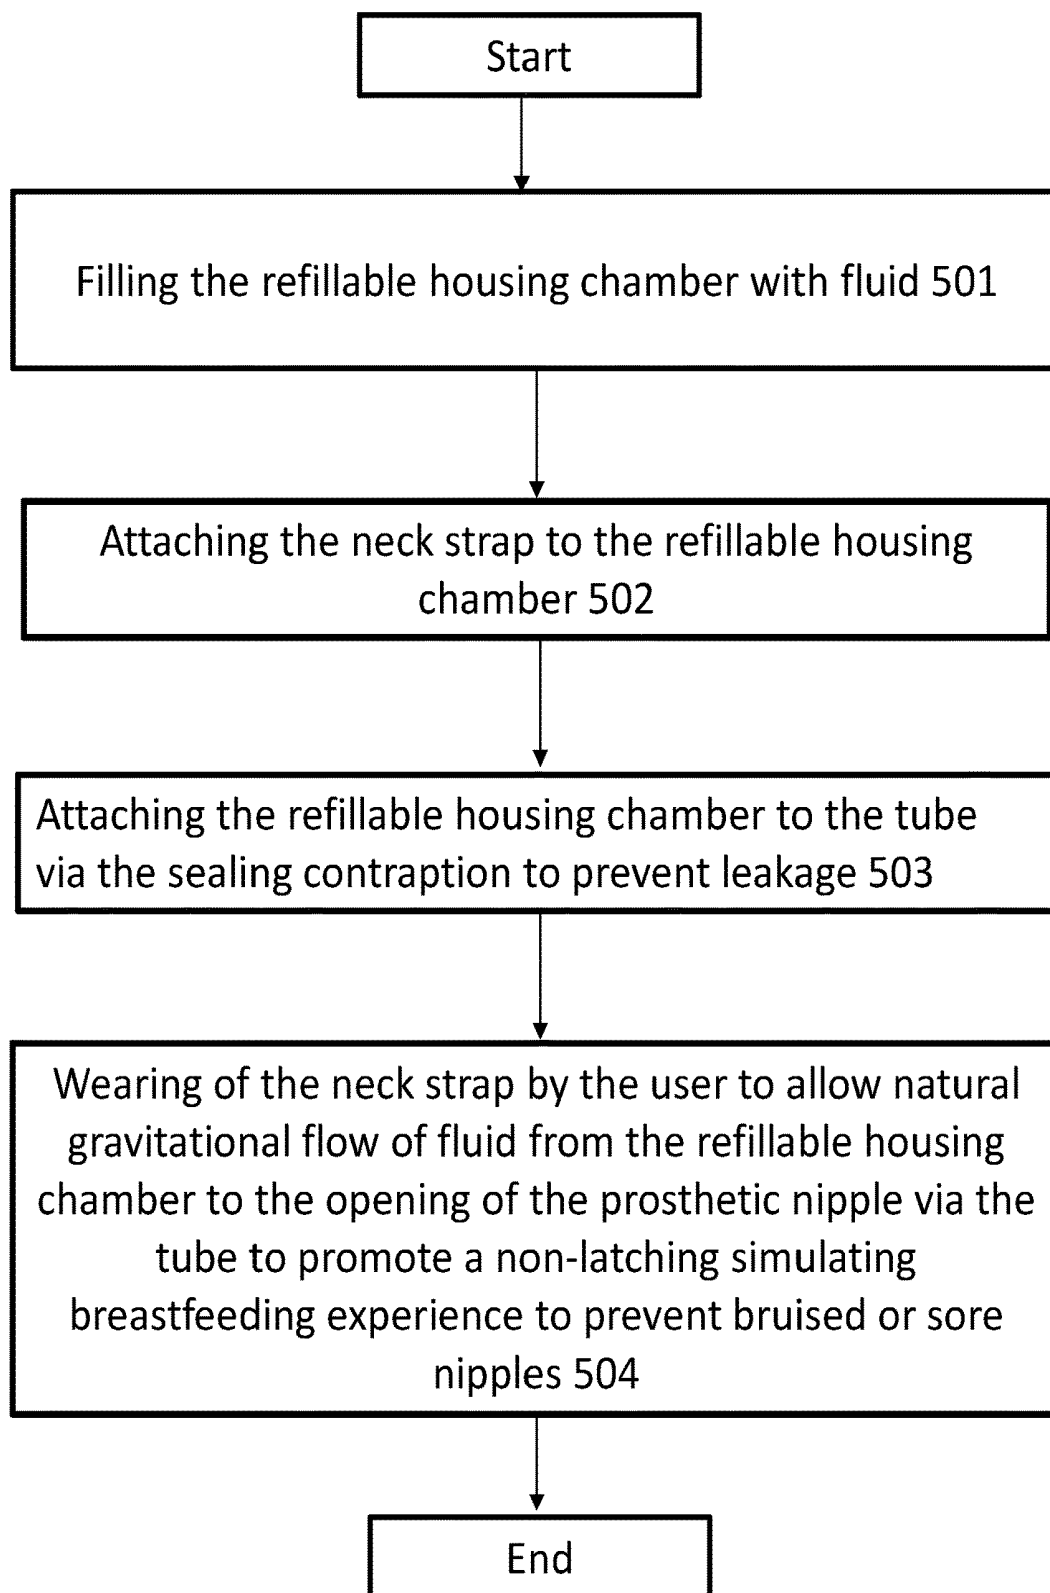 Start
Filling the refillable housing chamber with fluid 501
Attaching the neck strap to the refillable housing
chamber 502
Attaching the refillable housing chamber to the tube
via the sealing contraption to prevent leakage 503
Wearing of the neck strap by the user to allow natural
gravitational flow of fluid from the refillable housing
chamber to the opening of the prosthetic nipple via the
tube to promote a non-latching simulating
breastfeeding experience to prevent bruised or sore
nipples 504
End